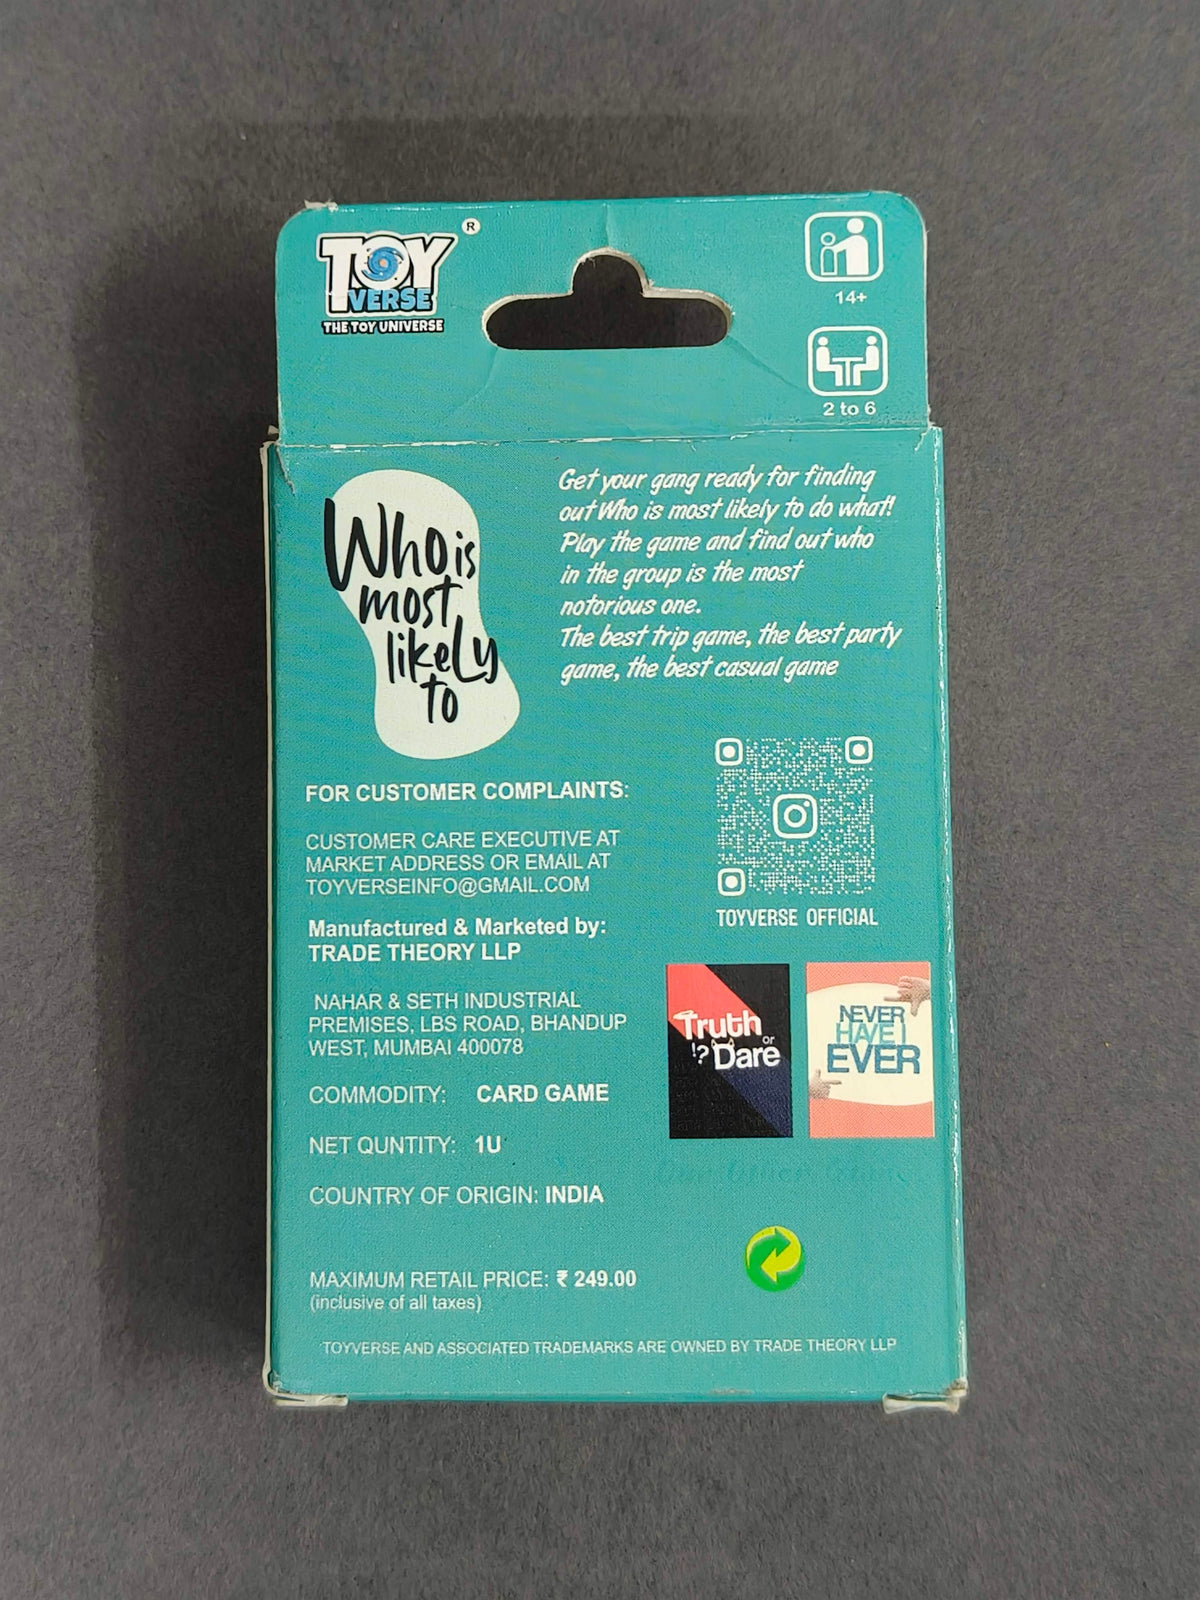 TOY
VERSE
THE TOY UNIVERSE
®
14+
2 to 6
Who is
most
likely
to
Get your gang ready for finding
out Who is most likely to do what!
Play the game and find out who
in the group is the most
notorious one.
The best trip game, the best party
game, the best casual game
FOR CUSTOMER COMPLAINTS:
CUSTOMER CARE EXECUTIVE AT
MARKET ADDRESS OR EMAIL AT
TOYVERSEINFO@GMAIL.COM
TOYVERSE OFFICIAL
Manufactured & Marketed by:
TRADE THEORY LLP
NAHAR & SETH INDUSTRIAL
PREMISES, LBS ROAD, BHANDUP
WEST, MUMBAI 400078
Truth
or
!? Dare
NEVER
HAVE I
EVER
COMMODITY: CARD GAME
NET QUNTITY: 1U
COUNTRY OF ORIGIN: INDIA
MAXIMUM RETAIL PRICE: ₹ 249.00
(inclusive of all taxes)
TOYVERSE AND ASSOCIATED TRADEMARKS ARE OWNED BY TRADE THEORY LLP